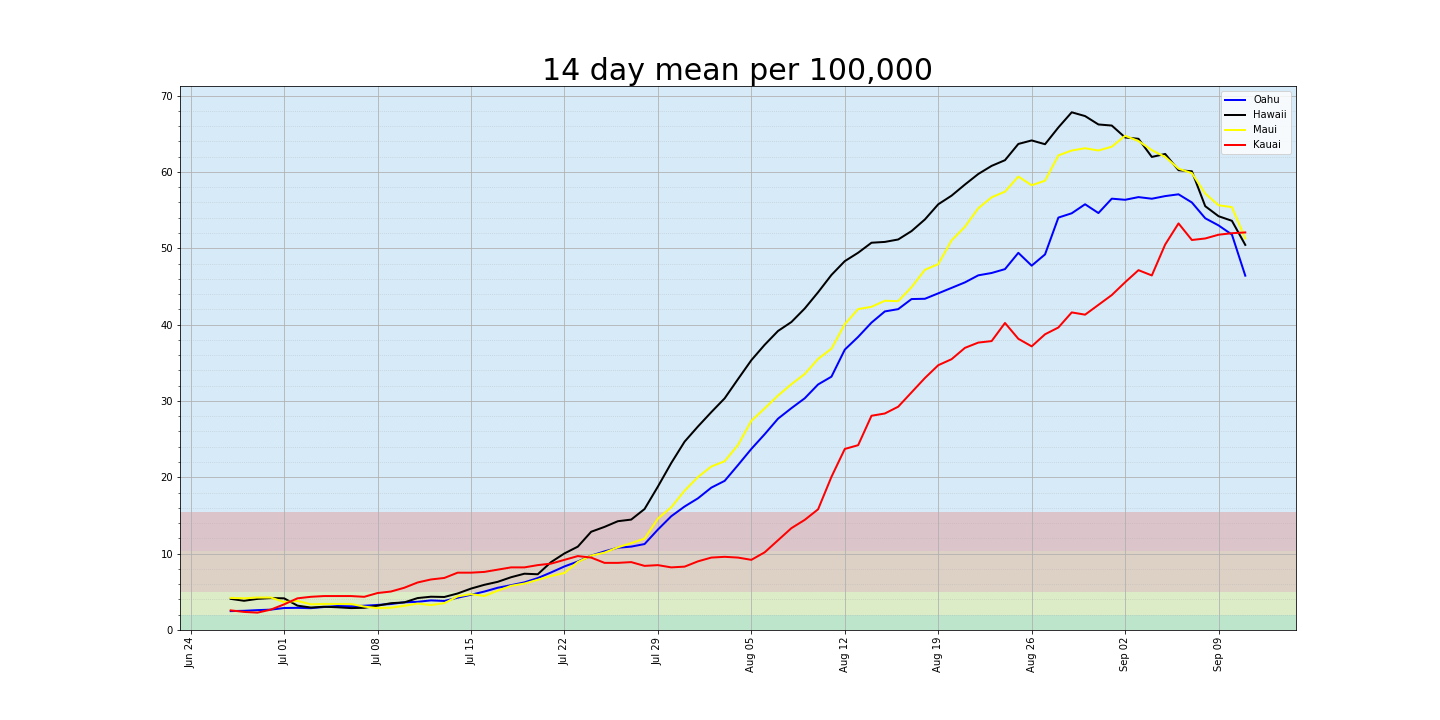 14 day mean per 100,000
70
60
50
40
30
20
10
0
Oahu
Hawaii
Maui
Kauai
Jun 24
Jul 01
Jul 08
Jul 15
Jul 22
Jul 29
Aug 05
Aug 12
Aug 19
Aug 26
Sep 02
Sep 09